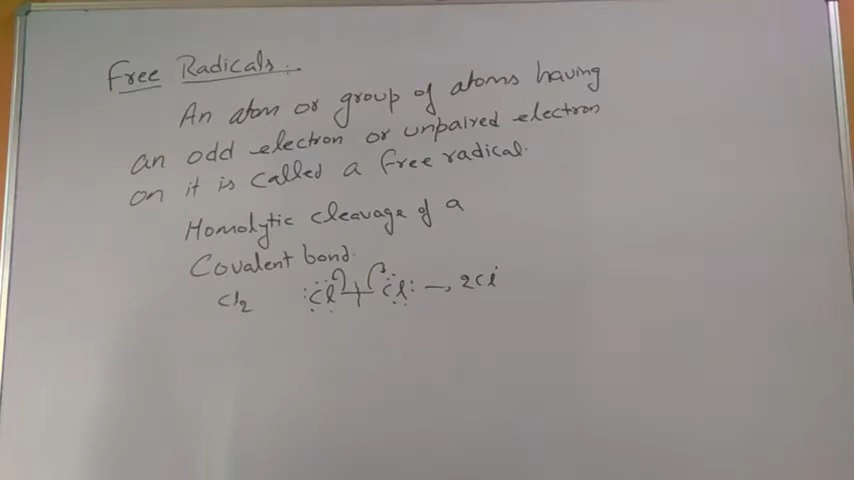 Free Radicals.
An atom or group of atoms having
an odd electron or unpaired electron
on it is called a free radical.
Homolytic cleavage of a
Covalent bond.
Cl2 :Cl + Cl: → 2Cl